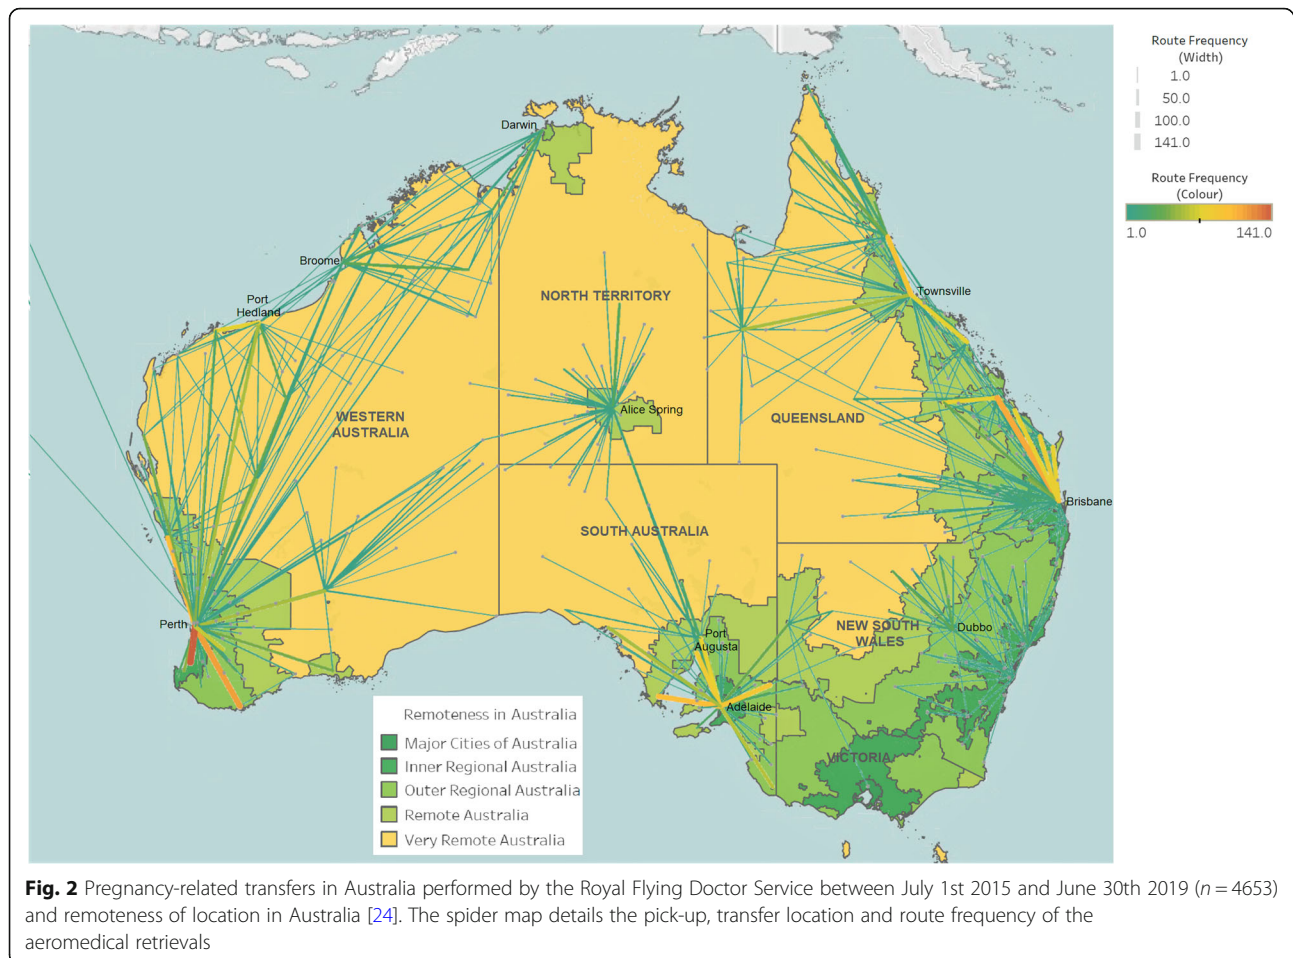 Darwin
Broome
Port
Hedland
NORTH TERRITORY
Townsville
WESTERN
AUSTRALIA
Alice Spring
QUEENSLAND
Brisbane
SOUTH AUSTRALIA
Perth
Port
Augusta
NEW SOUTH
WALES
Dubbo
Adelaide
VICTORIA
Route Frequency
(Width)
1.0
50.0
100.0
141.0
Route Frequency
(Colour)
1.0 141.0
Remoteness in Australia
Major Cities of Australia
Inner Regional Australia
Outer Regional Australia
Remote Australia
Very Remote Australia
Fig. 2 Pregnancy-related transfers in Australia performed by the Royal Flying Doctor Service between July 1st 2015 and June 30th 2019 (n = 4653)
and remoteness of location in Australia [24]. The spider map details the pick-up, transfer location and route frequency of the
aeromedical retrievals